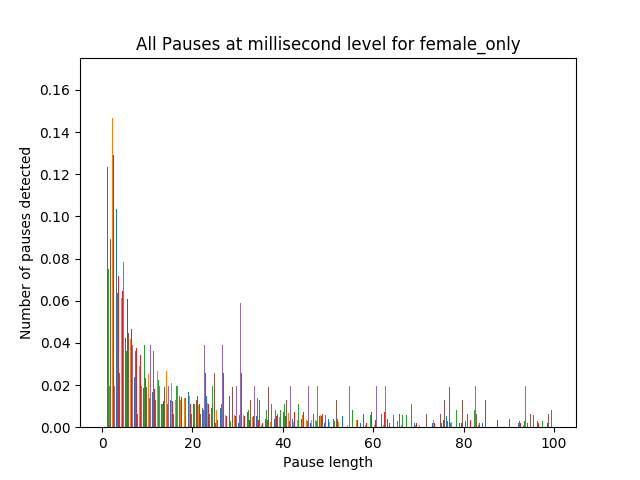 All Pauses at millisecond level for female_only
0.16
0.14
0.12
0.10
0.08
0.06
0.04
0.02
0.00
Number of pauses detected
0 20 40 60 80 100
Pause length